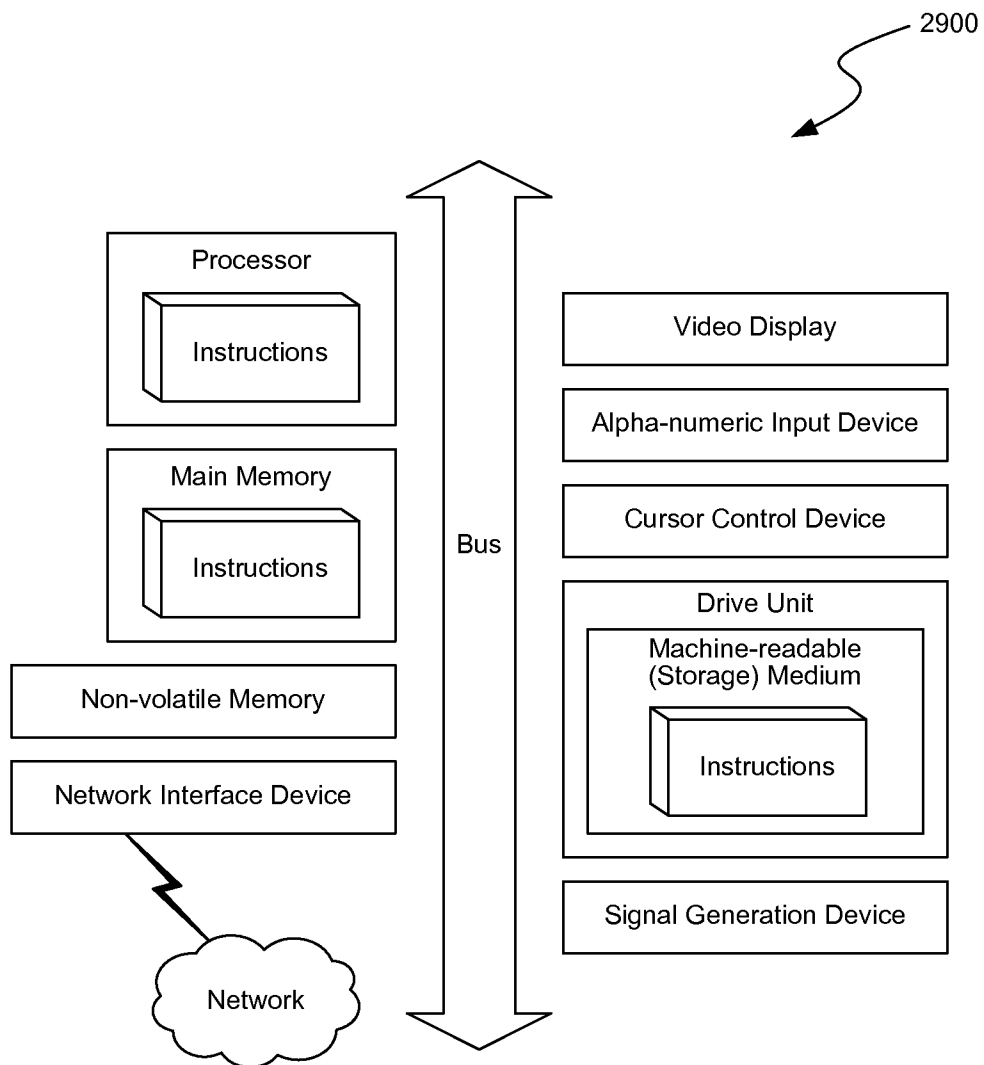 2900
Processor
Instructions
Main Memory
Instructions
Non-volatile Memory
Network Interface Device
Network
Bus
Video Display
Alpha-numeric Input Device
Cursor Control Device
Drive Unit
Machine-readable
(Storage) Medium
Instructions
Signal Generation Device